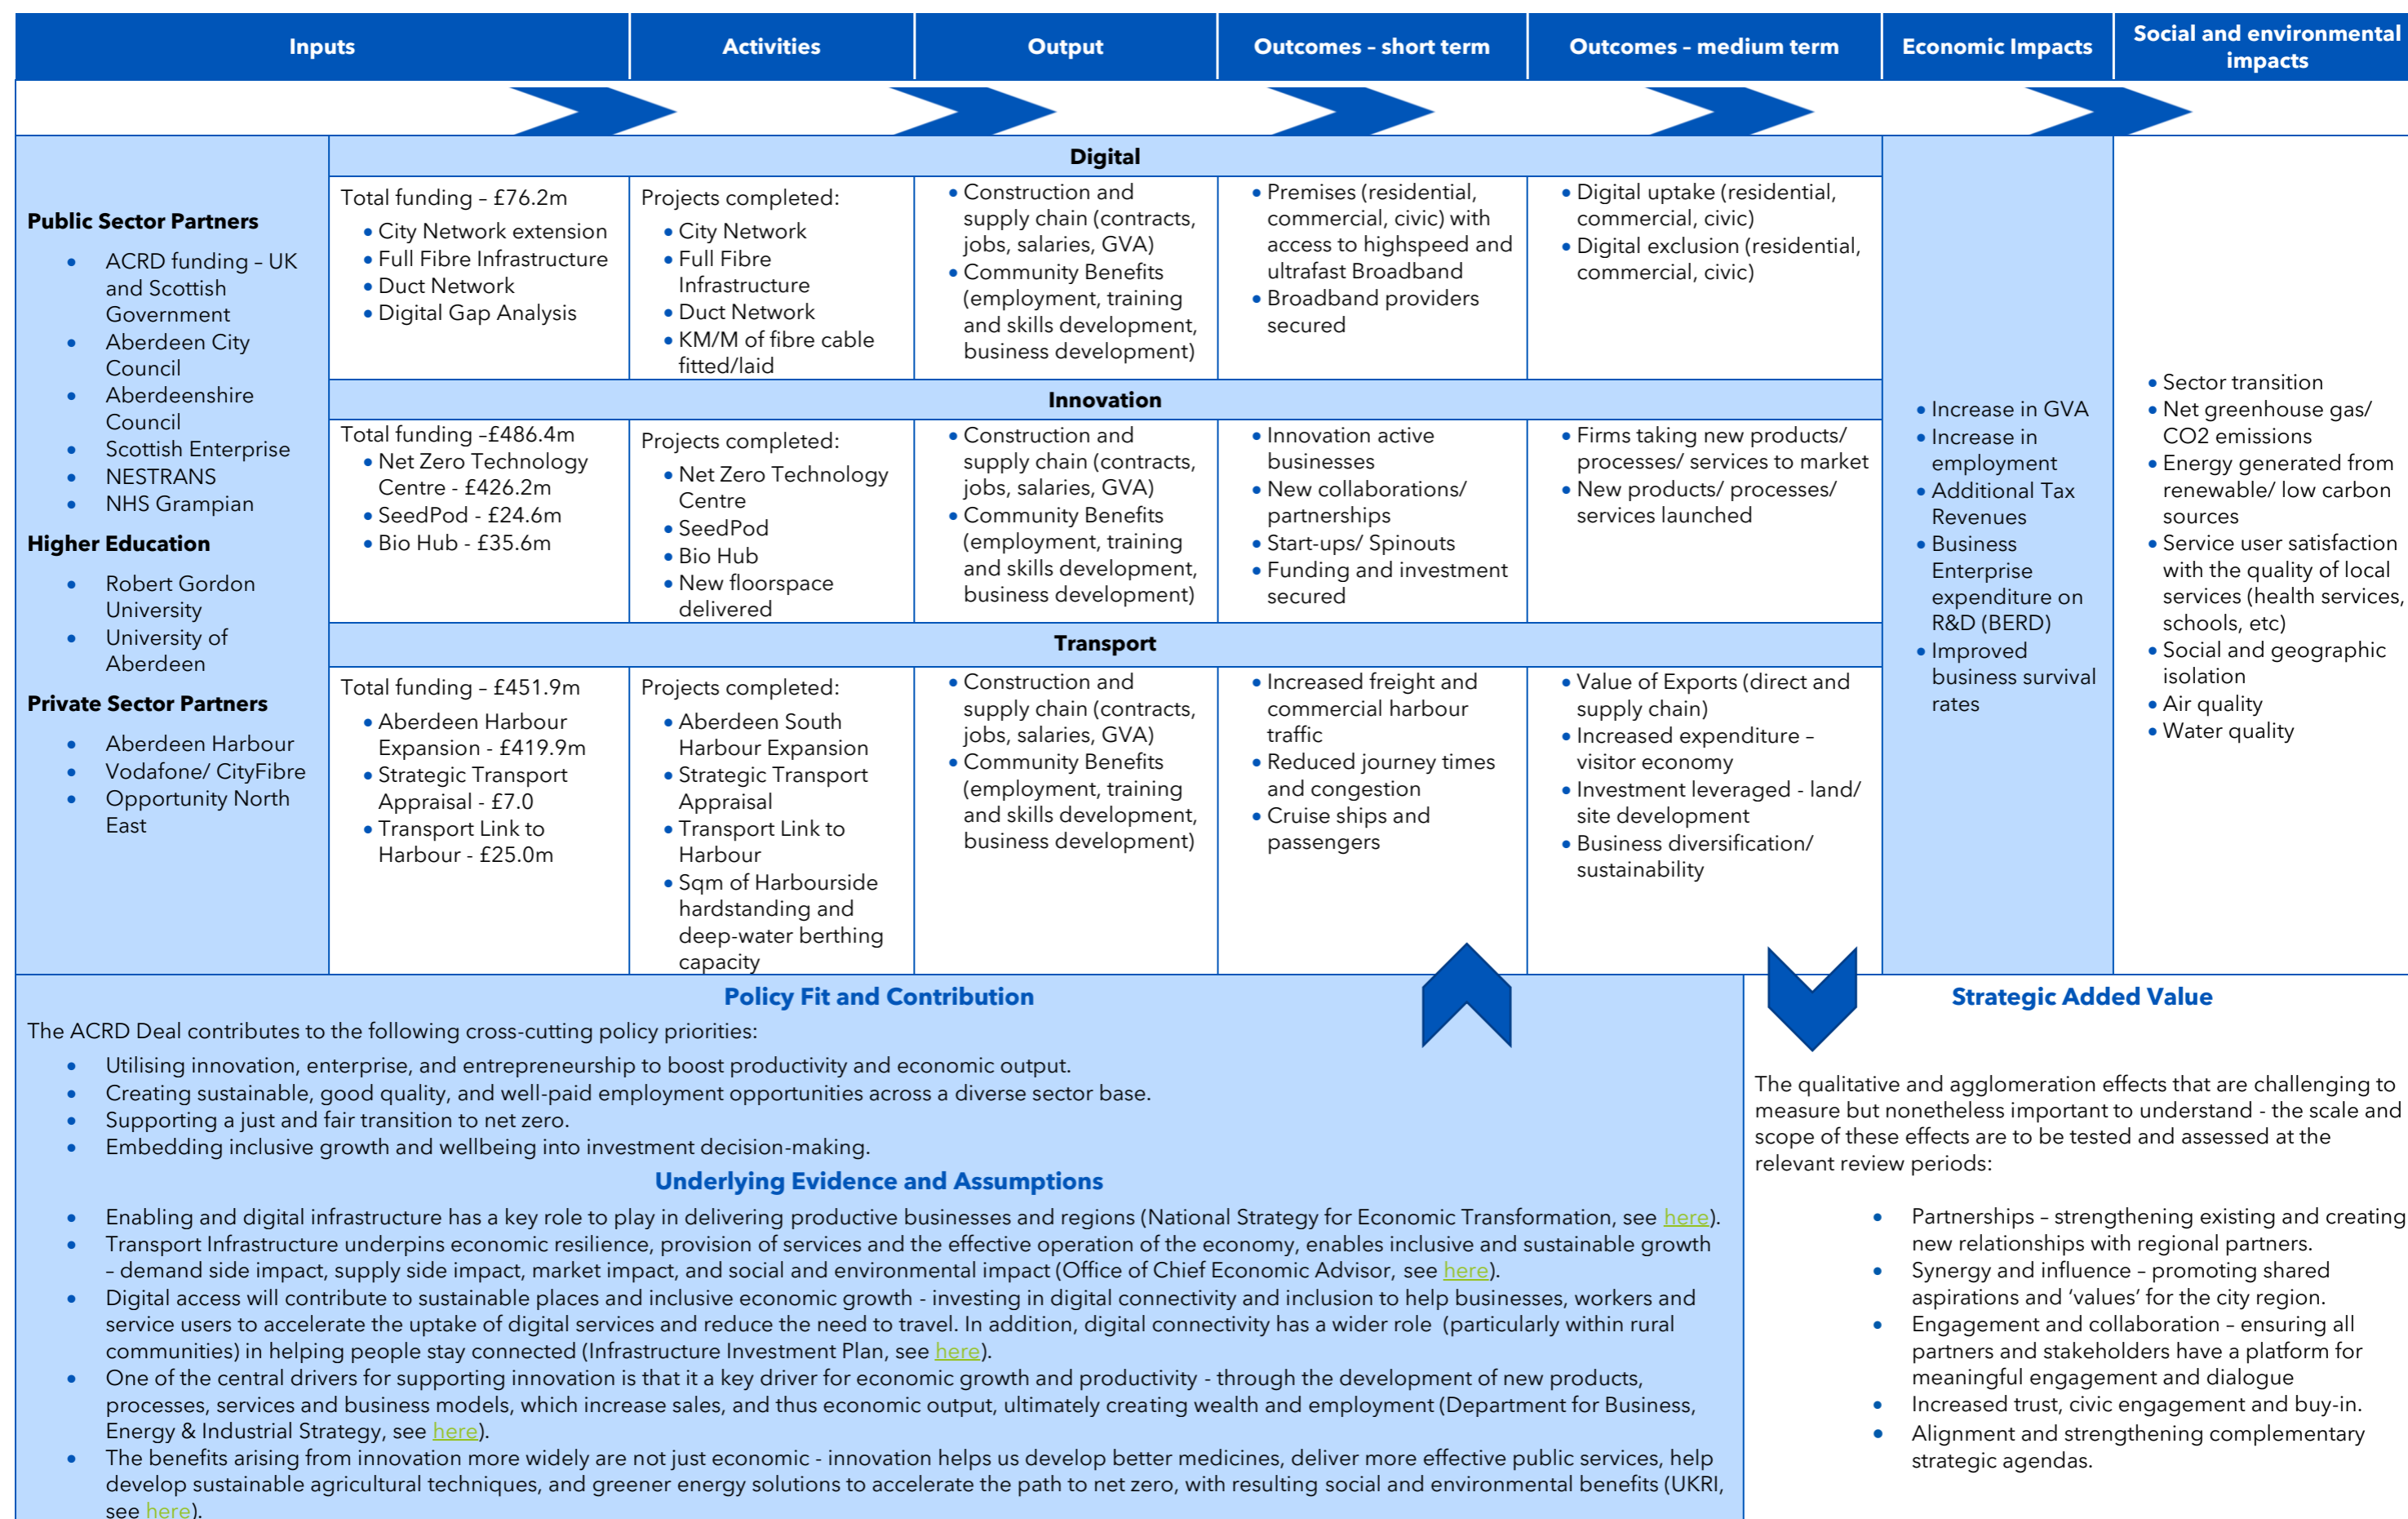 Inputs
Activities
Output
Outcomes – short term
Outcomes – medium term
Economic Impacts
Social and environmental
impacts
Public Sector Partners
• ACRD funding – UK
and Scottish
Government
• Aberdeen City
Council
• Aberdeenshire
Council
• Scottish Enterprise
• NESTRANS
• NHS Grampian
Higher Education
• Robert Gordon
University
• University of
Aberdeen
Private Sector Partners
• Aberdeen Harbour
• Vodafone/ CityFibre
• Opportunity North
East
Digital
Total funding – £76.2m
• City Network extension
• Full Fibre Infrastructure
• Duct Network
• Digital Gap Analysis
Projects completed:
• City Network
• Full Fibre
Infrastructure
• Duct Network
• KM/M of fibre cable
fitted/laid
• Construction and
supply chain (contracts,
jobs, salaries, GVA)
• Community Benefits
(employment, training
and skills development,
business development)
• Premises (residential,
commercial, civic) with
access to highspeed and
ultrafast Broadband
• Broadband providers
secured
• Digital uptake (residential,
commercial, civic)
• Digital exclusion (residential,
commercial, civic)
Innovation
Total funding –£486.4m
• Net Zero Technology
Centre - £426.2m
• SeedPod - £24.6m
• Bio Hub - £35.6m
Projects completed:
• Net Zero Technology
Centre
• SeedPod
• Bio Hub
• New floorspace
delivered
• Construction and
supply chain (contracts,
jobs, salaries, GVA)
• Community Benefits
(employment, training
and skills development,
business development)
• Innovation active
businesses
• New collaborations/
partnerships
• Start-ups/ Spinouts
• Funding and investment
secured
• Firms taking new products/
processes/ services to market
• New products/ processes/
services launched
Transport
Total funding – £451.9m
• Aberdeen Harbour
Expansion - £419.9m
• Strategic Transport
Appraisal - £7.0
• Transport Link to
Harbour - £25.0m
Projects completed:
• Aberdeen South
Harbour Expansion
• Strategic Transport
Appraisal
• Transport Link to
Harbour
• Sqm of Harbourside
hardstanding and
deep-water berthing
capacity
• Construction and
supply chain (contracts,
jobs, salaries, GVA)
• Community Benefits
(employment, training
and skills development,
business development)
• Increased freight and
commercial harbour
traffic
• Reduced journey times
and congestion
• Cruise ships and
passengers
• Value of Exports (direct and
supply chain)
• Increased expenditure –
visitor economy
• Investment leveraged - land/
site development
• Business diversification/
sustainability
• Increase in GVA
• Increase in
employment
• Additional Tax
Revenues
• Business
Enterprise
expenditure on
R&D (BERD)
• Improved
business survival
rates
• Sector transition
• Net greenhouse gas/
CO2 emissions
• Energy generated from
renewable/ low carbon
sources
• Service user satisfaction
with the quality of local
services (health services,
schools, etc)
• Social and geographic
isolation
• Air quality
• Water quality
Policy Fit and Contribution
The ACRD Deal contributes to the following cross-cutting policy priorities:
• Utilising innovation, enterprise, and entrepreneurship to boost productivity and economic output.
• Creating sustainable, good quality, and well-paid employment opportunities across a diverse sector base.
• Supporting a just and fair transition to net zero.
• Embedding inclusive growth and wellbeing into investment decision-making.
Underlying Evidence and Assumptions
• Enabling and digital infrastructure has a key role to play in delivering productive businesses and regions (National Strategy for Economic Transformation, see here).
• Transport Infrastructure underpins economic resilience, provision of services and the effective operation of the economy, enables inclusive and sustainable growth
– demand side impact, supply side impact, market impact, and social and environmental impact (Office of Chief Economic Advisor, see here).
• Digital access will contribute to sustainable places and inclusive economic growth - investing in digital connectivity and inclusion to help businesses, workers and
service users to accelerate the uptake of digital services and reduce the need to travel. In addition, digital connectivity has a wider role (particularly within rural
communities) in helping people stay connected (Infrastructure Investment Plan, see here).
• One of the central drivers for supporting innovation is that it a key driver for economic growth and productivity - through the development of new products,
processes, services and business models, which increase sales, and thus economic output, ultimately creating wealth and employment (Department for Business,
Energy & Industrial Strategy, see here).
• The benefits arising from innovation more widely are not just economic - innovation helps us develop better medicines, deliver more effective public services, help
develop sustainable agricultural techniques, and greener energy solutions to accelerate the path to net zero, with resulting social and environmental benefits (UKRI,
see here).
Strategic Added Value
The qualitative and agglomeration effects that are challenging to
measure but nonetheless important to understand - the scale and
scope of these effects are to be tested and assessed at the
relevant review periods:
• Partnerships – strengthening existing and creating
new relationships with regional partners.
• Synergy and influence – promoting shared
aspirations and ‘values’ for the city region.
• Engagement and collaboration – ensuring all
partners and stakeholders have a platform for
meaningful engagement and dialogue
• Increased trust, civic engagement and buy-in.
• Alignment and strengthening complementary
strategic agendas.